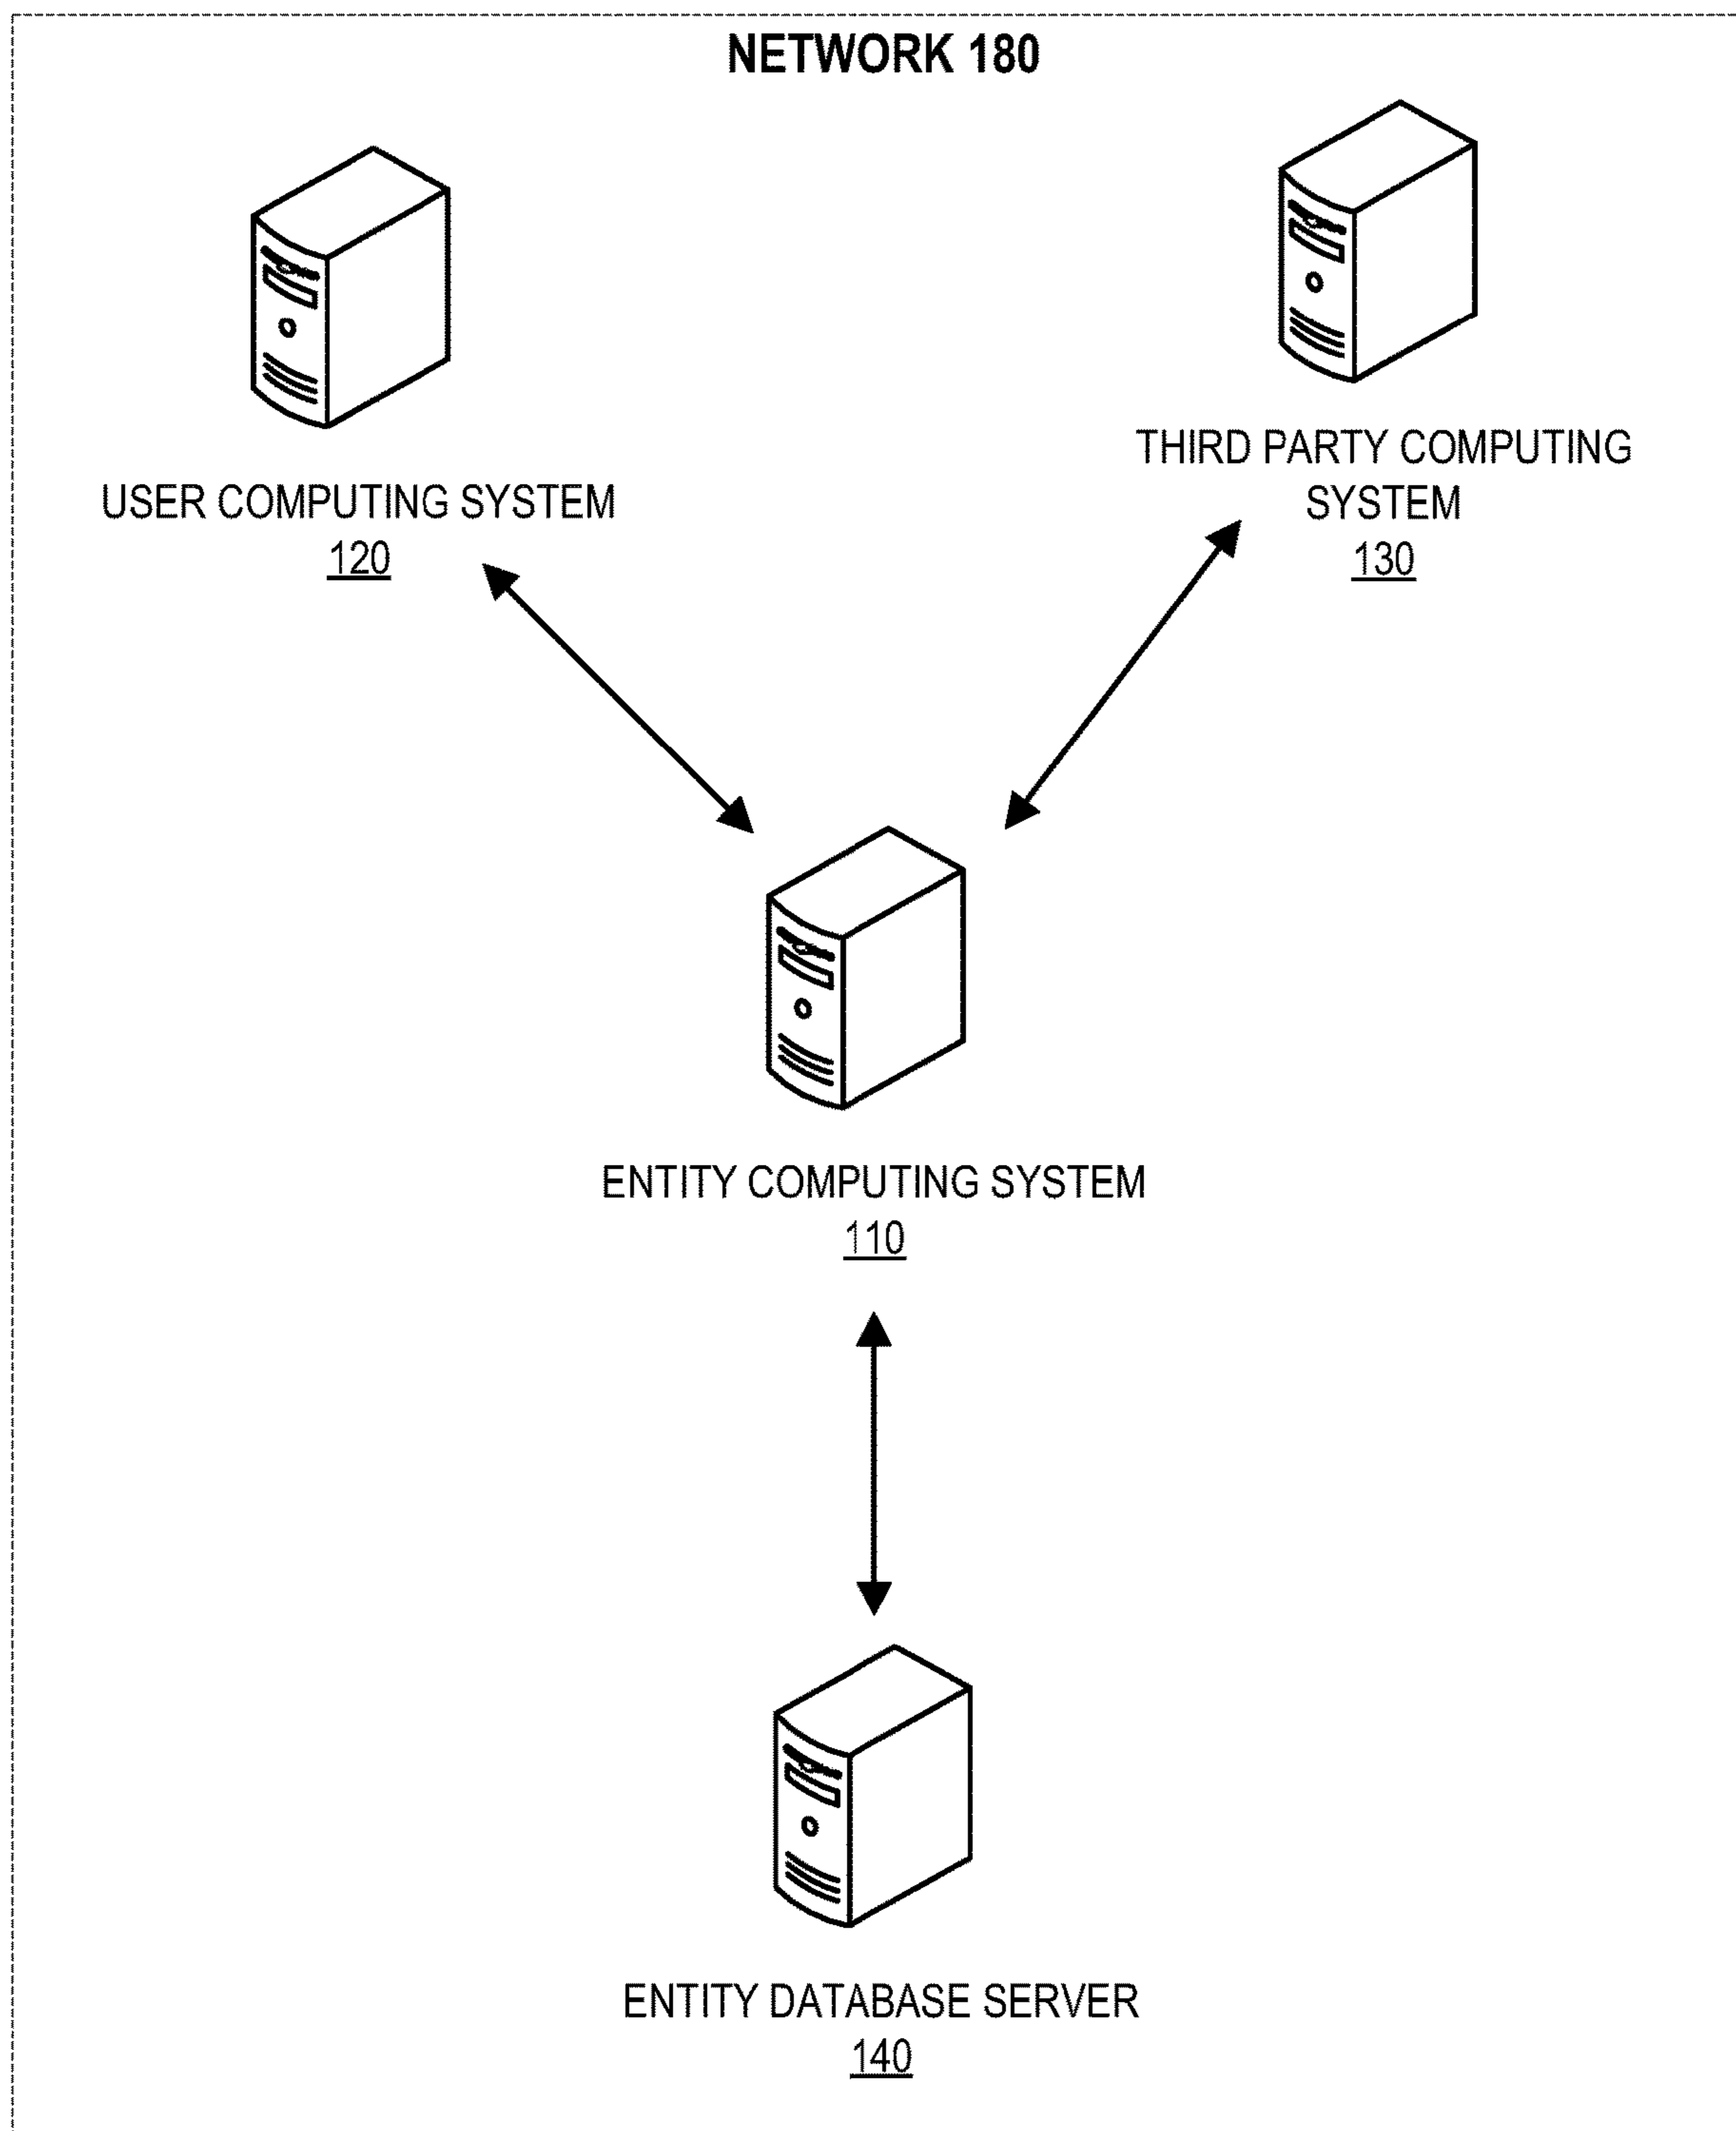 NETWORK 180
USER COMPUTING SYSTEM
120
THIRD PARTY COMPUTING
SYSTEM
130
ENTITY COMPUTING SYSTEM
110
ENTITY DATABASE SERVER
140